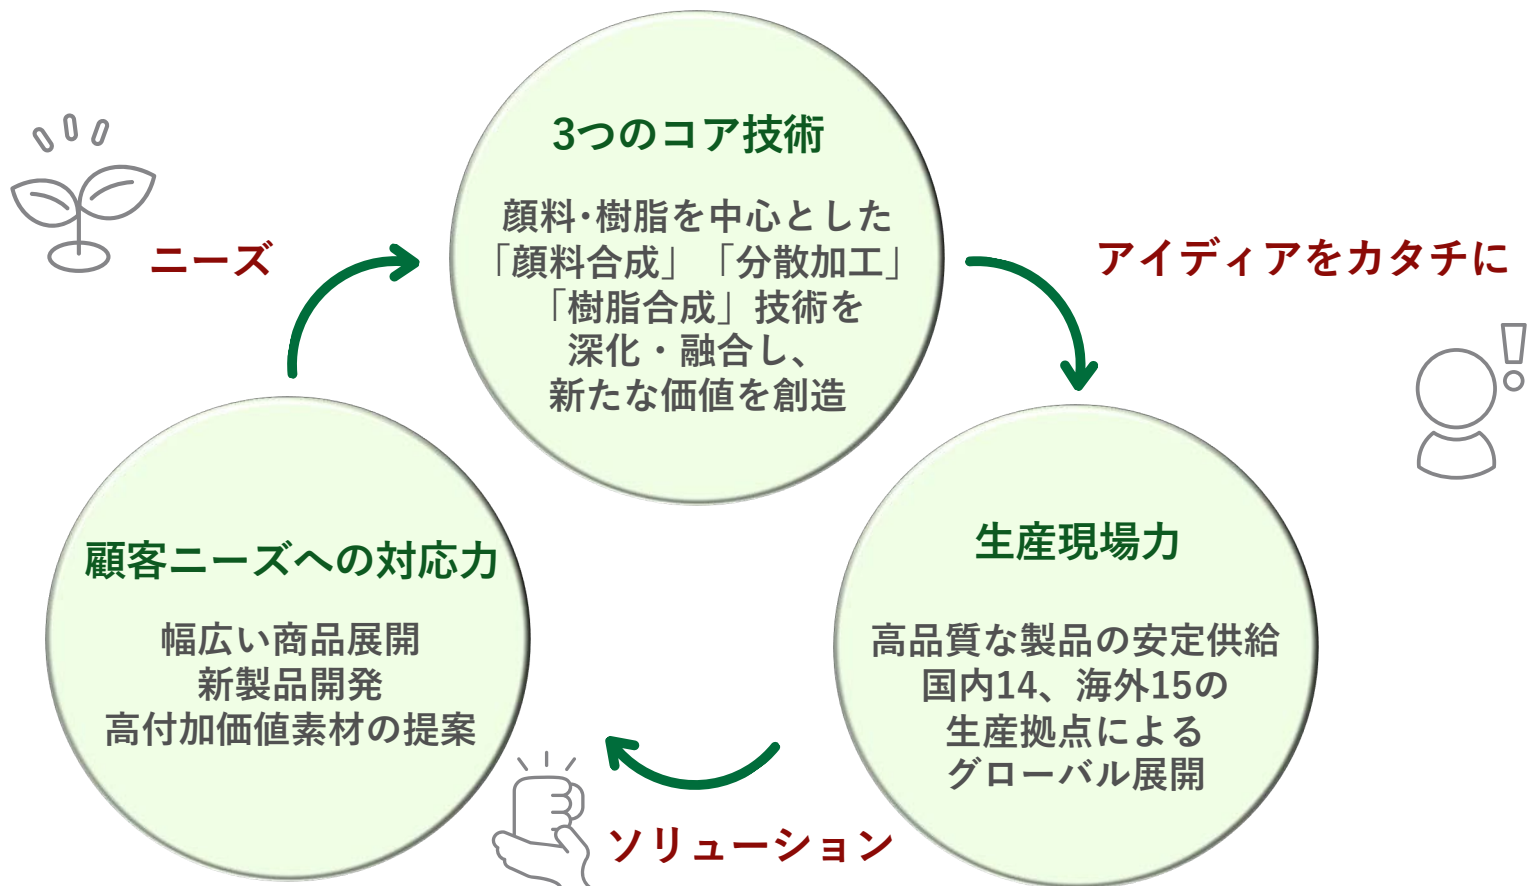 3つのコア技術
顔料･樹脂を中心とした
「顔料合成」「分散加工」
「樹脂合成」技術を
深化・融合し、
新たな価値を創造
ニーズ
アイディアをカタチに
顧客ニーズへの対応力
幅広い商品展開
新製品開発
高付加価値素材の提案
生産現場力
高品質な製品の安定供給
国内14、海外15の
生産拠点による
グローバル展開
ソリューション